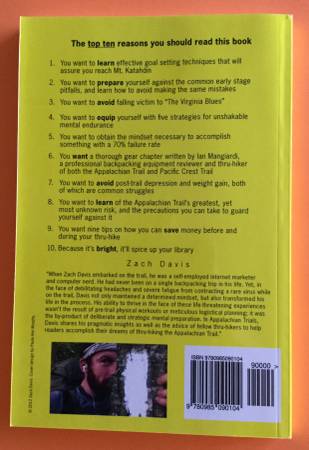 The top ten reasons you should read this book
1. You want to learn effective goal setting techniques that will
assure you reach Mt. Katahdin
2. You want to prepare yourself against the common early stage
pitfalls, and learn how to avoid making the same mistakes
3. You want to avoid falling victim to "The Virginia Blues"
4. You want to equip yourself with five strategies for unshakable
mental endurance
5. You want to obtain the mindset necessary to accomplish
something with a 70% failure rate
6. You want a thorough gear chapter written by Ian Mangiardi,
a professional backpacking equipment reviewer and thru-hiker
of both the Appalachian Trail and Pacific Crest Trail
7. You want to avoid post-trail depression and weight gain, both
of which are common struggles
8. You want to learn of the Appalachian Trail's greatest, yet
most unknown risk, and the precautions you can take to guard
yourself against it
9. You want nine tips on how you can save money before and
during your thru-hike
10. Because it's bright, it'll spice up your library
Zach Davis
"When Zach Davis embarked on the trail, he was a self-employed internet marketer
and computer nerd. He had never been on a single backpacking trip in his life. Yet, in
the face of debilitating headaches and severe fatigue from contracting a rare virus while
on the trail, Davis not only maintained a determined mindset, but also transformed his
life in the process. His ability to thrive in the face of these life threatening experiences
wasn't the result of pre-trail physical workouts or meticulous logistical planning; it was
the by-product of deliberate and strategic mental preparation. In Appalachian Trials,
Davis shares his pragmatic insights as well as the advice of fellow thru-hikers to help
readers accomplish their dreams of thru-hiking the Appalachian Trail."
© 2012 Zach Davis. Cover design by
ISBN 9780985090104
90000 >
9 780985 090104